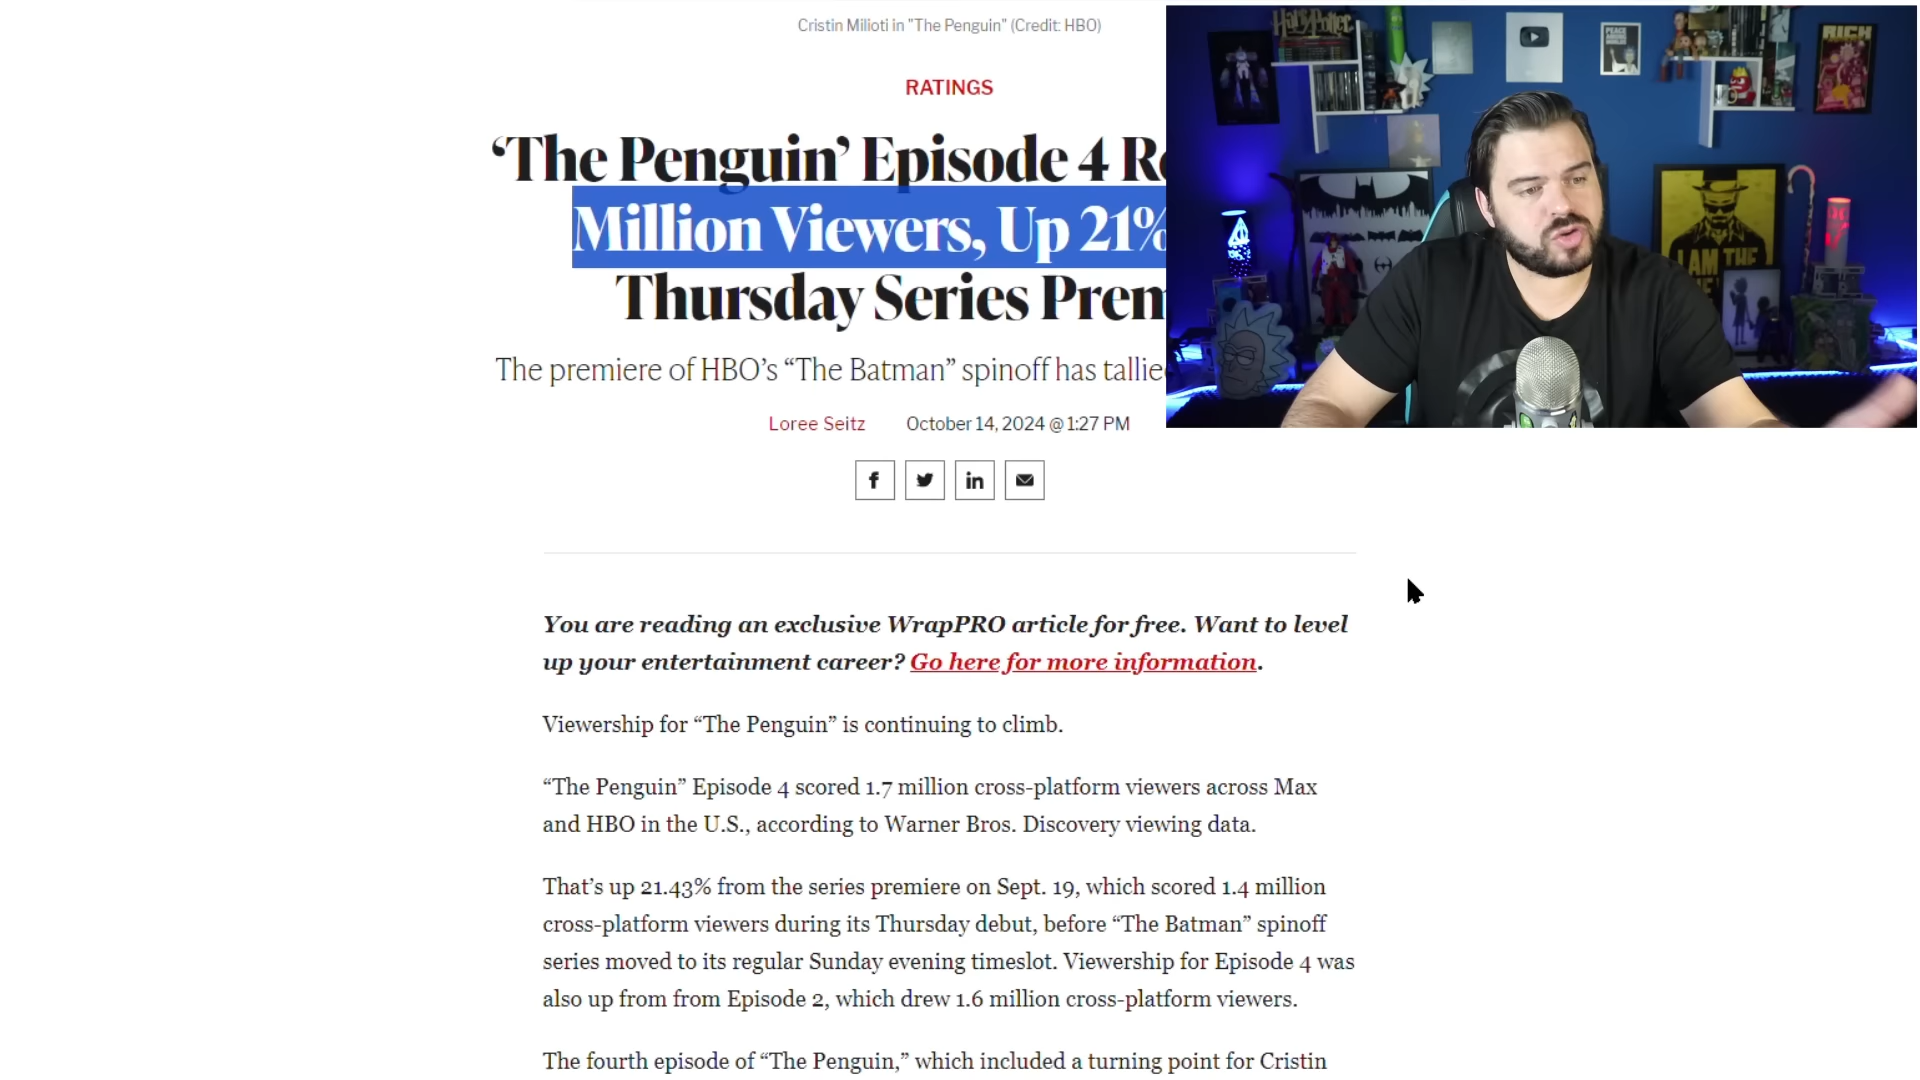 Cristin Milioti in "The Penguin" (Credit: HBO)
RATINGS
‘The Penguin’ Episode 4
Million Viewers, Up 21%
Thursday Series
The premiere of HBO’s “The Batman” spinoff has
Loree Seitz October 14, 2024 @ 1:27 PM
You are reading an exclusive WrapPRO article for free. Want to level
up your entertainment career? Go here for more information.
Viewership for “The Penguin” is continuing to climb.
“The Penguin” Episode 4 scored 1.7 million cross-platform viewers across Max
and HBO in the U.S., according to Warner Bros. Discovery viewing data.
That’s up 21.43% from the series premiere on Sept. 19, which scored 1.4 million
cross-platform viewers during its Thursday debut, before “The Batman” spinoff
series moved to its regular Sunday evening timeslot. Viewership for Episode 4 was
also up from from Episode 2, which drew 1.6 million cross-platform viewers.
The fourth episode of “The Penguin,” which included a turning point for Cristin
Harry Potter
PEACE
AMONG
WORLDS
RICK
I AM THE